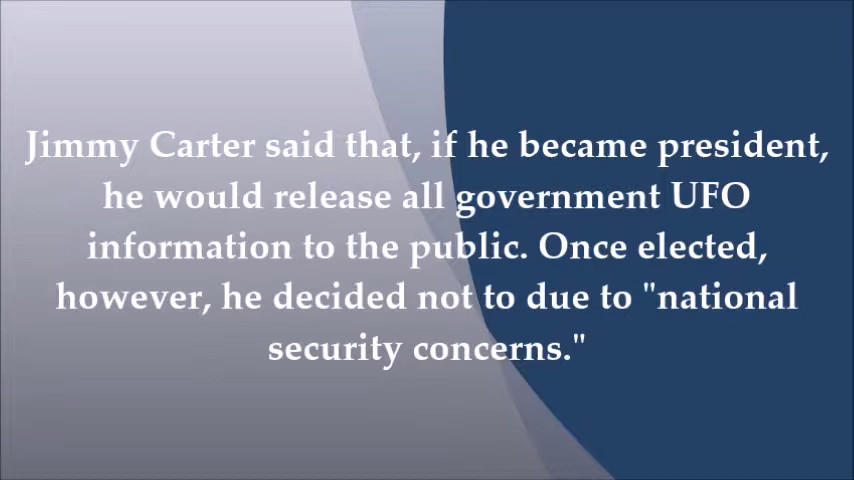 Jimmy Carter said that, if he became president,
he would release all government UFO
information to the public. Once elected,
however, he decided not to due to "national
security concerns."